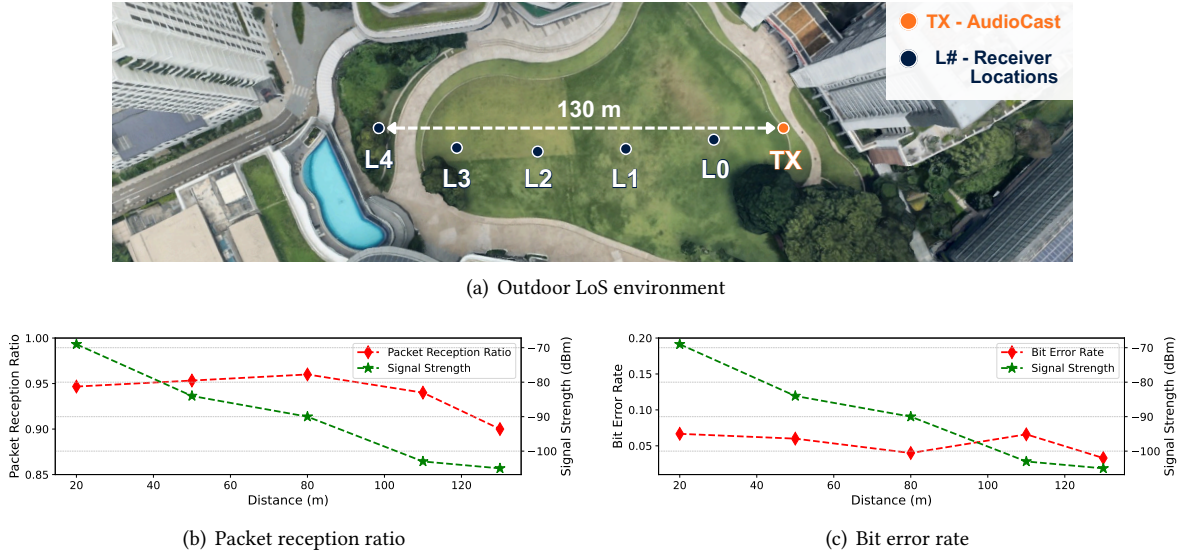 TX - AudioCast
L# - Receiver
Locations
130 m
L4
L3
L2
L1
L0
TX
(a) Outdoor LoS environment
1.00
0.95
0.90
0.85
Packet Reception Ratio
Packet Reception Ratio
Signal Strength
−70
−80
−90
−100
Signal Strength (dBm)
20
40
60
80
100
120
Distance (m)
(b) Packet reception ratio
0.20
0.15
0.10
0.05
Bit Error Rate
Bit Error Rate
Signal Strength
−70
−80
−90
−100
Signal Strength (dBm)
20
40
60
80
100
120
Distance (m)
(c) Bit error rate